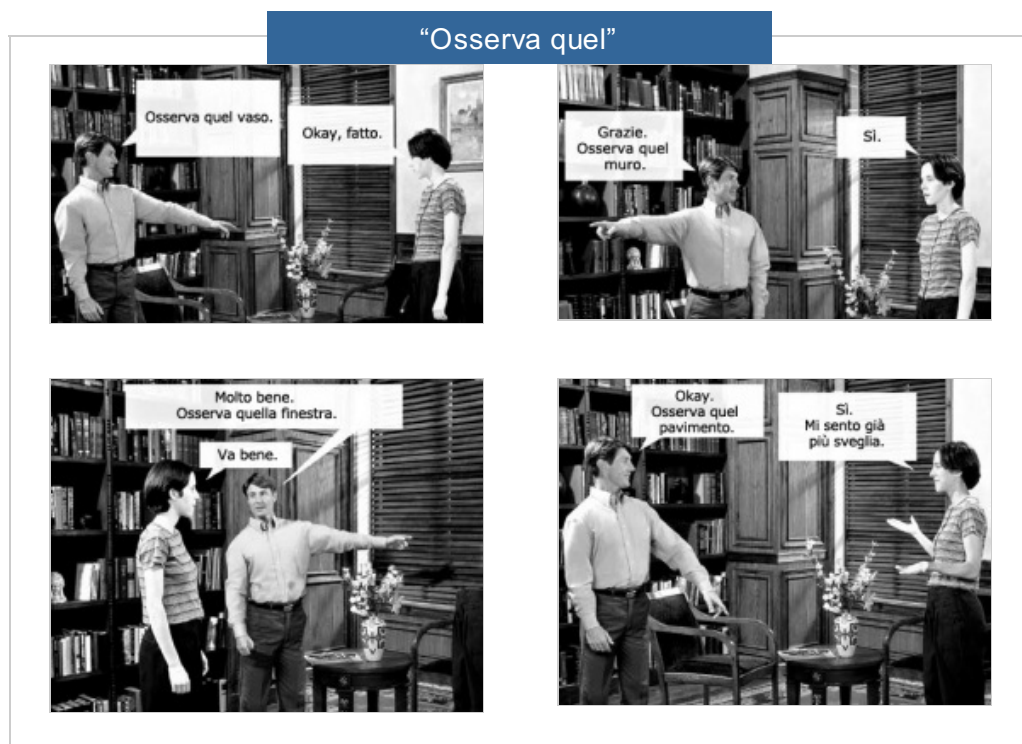 “Osserva quel”
Osserva quel vaso.
Okay, fatto.
Grazie.
Osserva quel
muro.
Sì.
Molto bene.
Osserva quella finestra.
Va bene.
Okay.
Osserva quel
pavimento.
Sì.
Mi sento già
più sveglia.